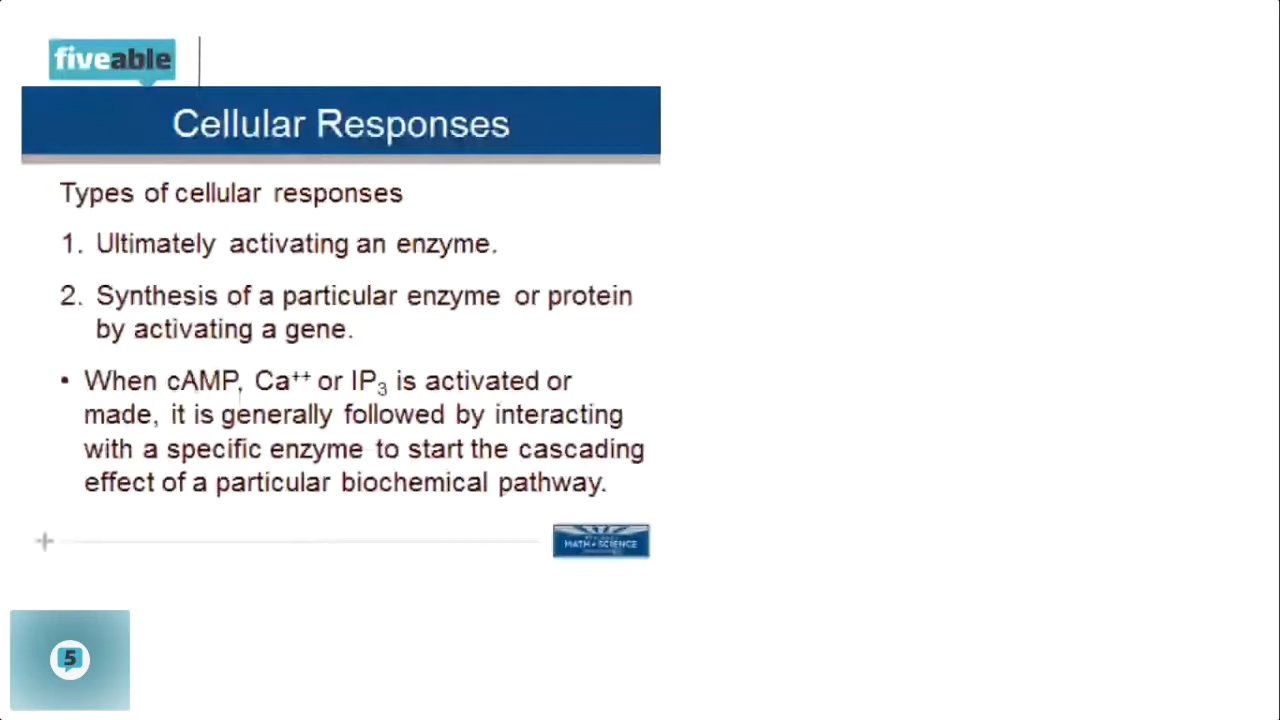 fiveable
Cellular Responses
Types of cellular responses
1. Ultimately activating an enzyme.
2. Synthesis of a particular enzyme or protein
by activating a gene.
• When cAMP, Ca⁺⁺ or IP₃ is activated or
made, it is generally followed by interacting
with a specific enzyme to start the cascading
effect of a particular biochemical pathway.
MATH + SCIENCE
5